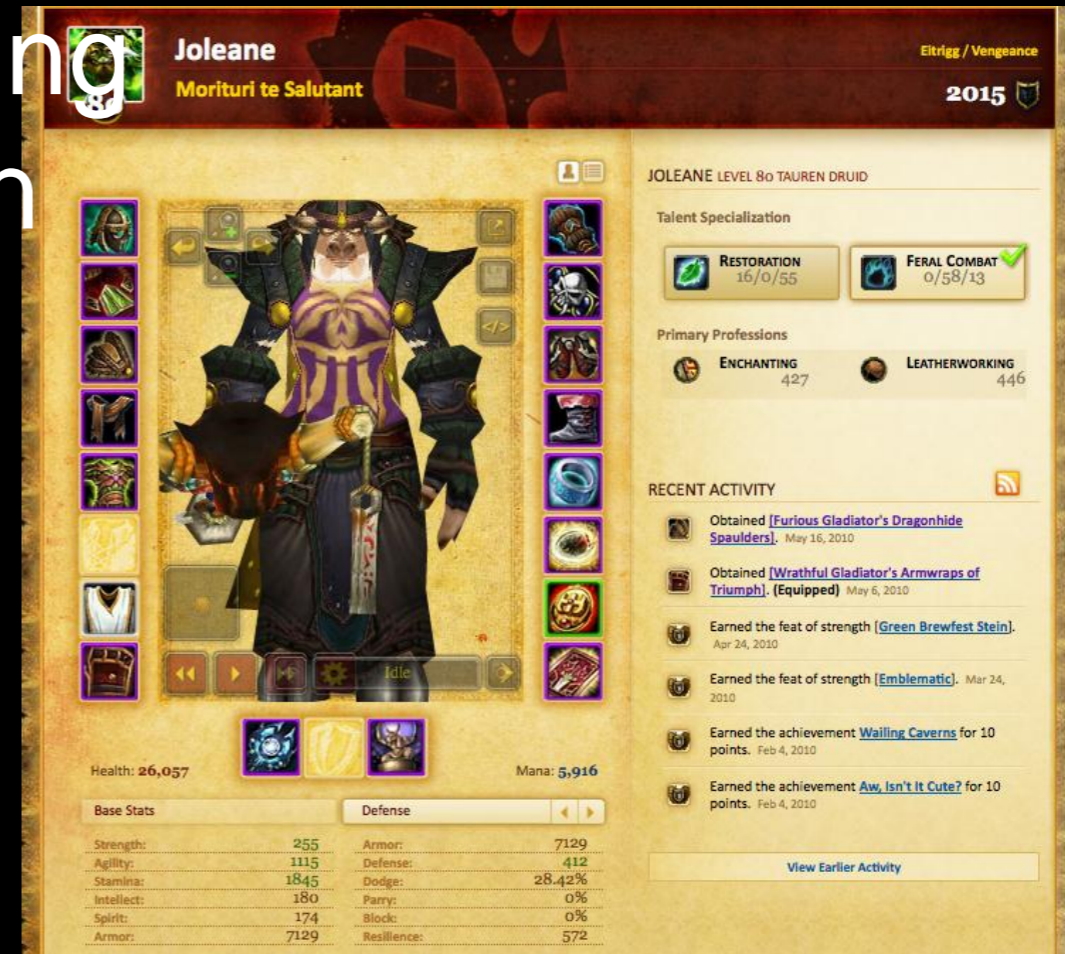 ng
n
Joleane
Morituri te Salutant
Eitrigg / Vengeance
2015
80
JOLEANE LEVEL 80 TAUREN DRUID
Talent Specialization
RESTORATION
16/0/55
FERAL COMBAT
0/58/13
Primary Professions
ENCHANTING
427
LEATHERWORKING
446
RECENT ACTIVITY
Obtained [Furious Gladiator's Dragonhide
Spaulders]. May 16, 2010
Obtained [Wrathful Gladiator's Armwraps of
Triumph]. (Equipped) May 6, 2010
Earned the feat of strength [Green Brewfest Stein].
Apr 24, 2010
Earned the feat of strength [Emblematic]. Mar 24,
2010
Earned the achievement Wailing Caverns for 10
points. Feb 4, 2010
Earned the achievement Aw, Isn't It Cute? for 10
points. Feb 4, 2010
View Earlier Activity
</>
Idle
Health: 26,057
Mana: 5,916
Base Stats
Strength: 255
Agility: 1115
Stamina: 1845
Intellect: 180
Spirit: 174
Armor: 7129
Defense
Armor: 7129
Defense: 412
Dodge: 28.42%
Parry: 0%
Block: 0%
Resilience: 572